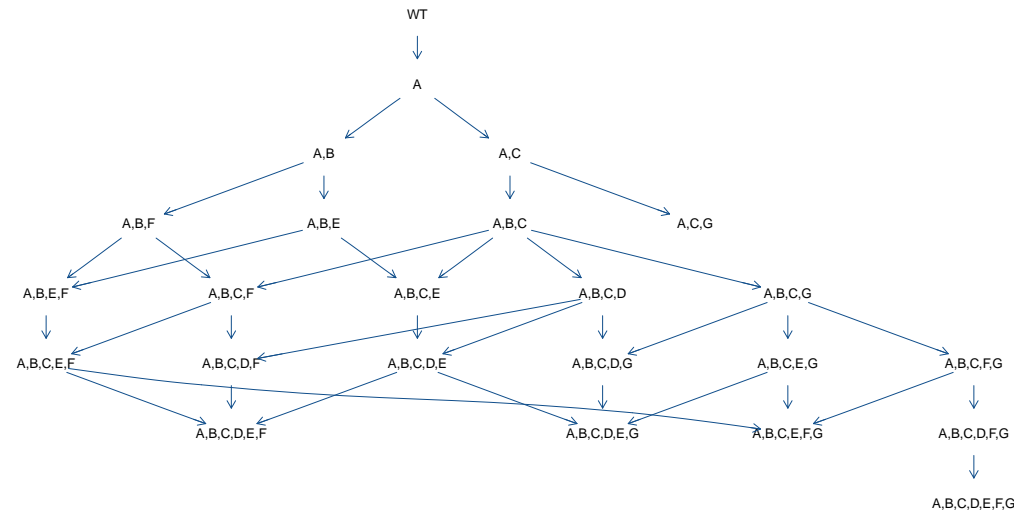 WT
A
A,B
A,C
A,B,F
A,B,E
A,B,C
A,C,G
A,B,E,F
A,B,C,F
A,B,C,E
A,B,C,D
A,B,C,G
A,B,C,E,F
A,B,C,D,F
A,B,C,D,E
A,B,C,D,G
A,B,C,E,G
A,B,C,F,G
A,B,C,D,E,F
A,B,C,D,E,G
A,B,C,E,F,G
A,B,C,D,F,G
A,B,C,D,E,F,G